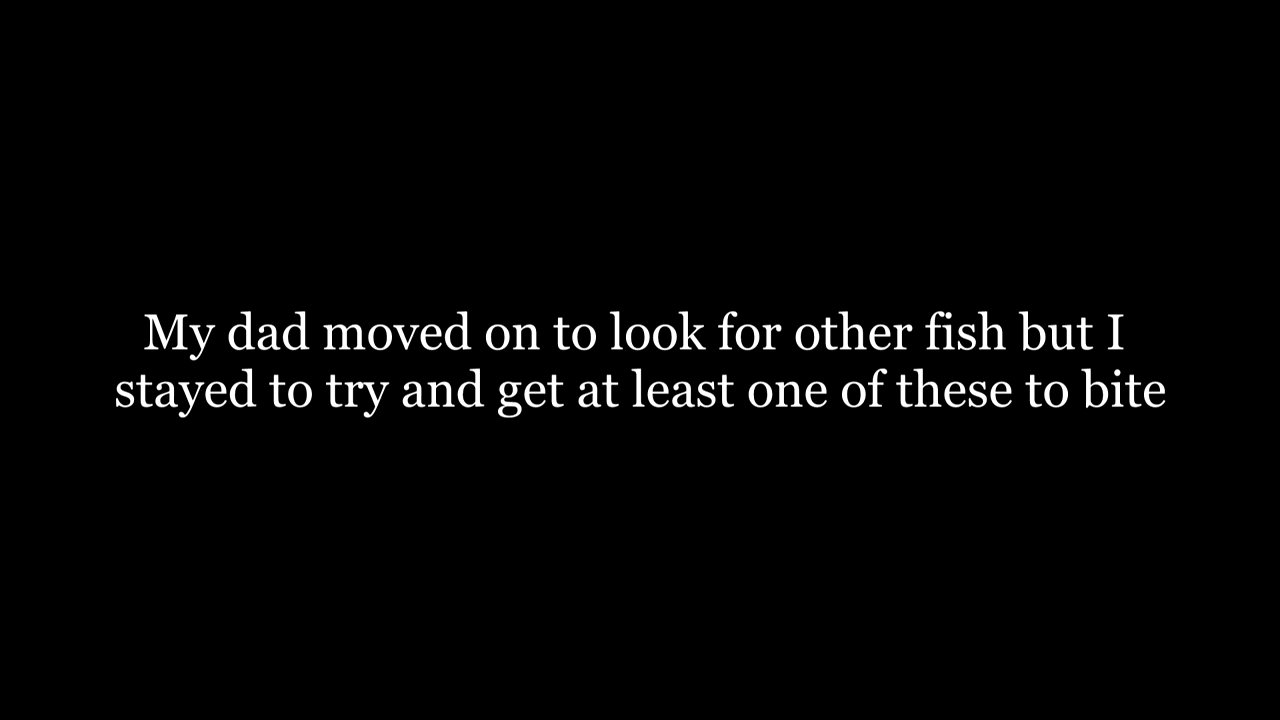 My dad moved on to look for other fish but I
stayed to try and get at least one of these to bite